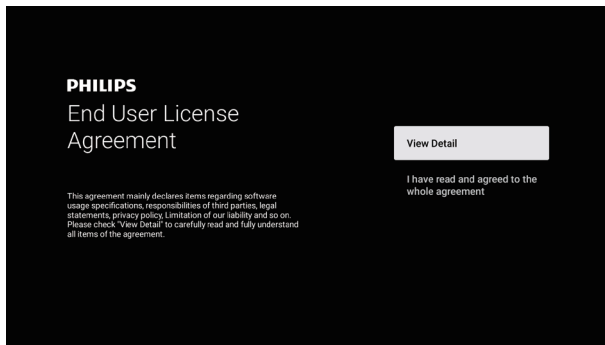 PHILIPS
End User License
Agreement
This agreement mainly declares items regarding software
usage specifications, responsibilities of third parties, legal
statements, privacy policy, Limitation of our liability and so on.
Please check "View Detail" to carefully read and fully understand
all items of the agreement.
View Detail
I have read and agreed to the
whole agreement